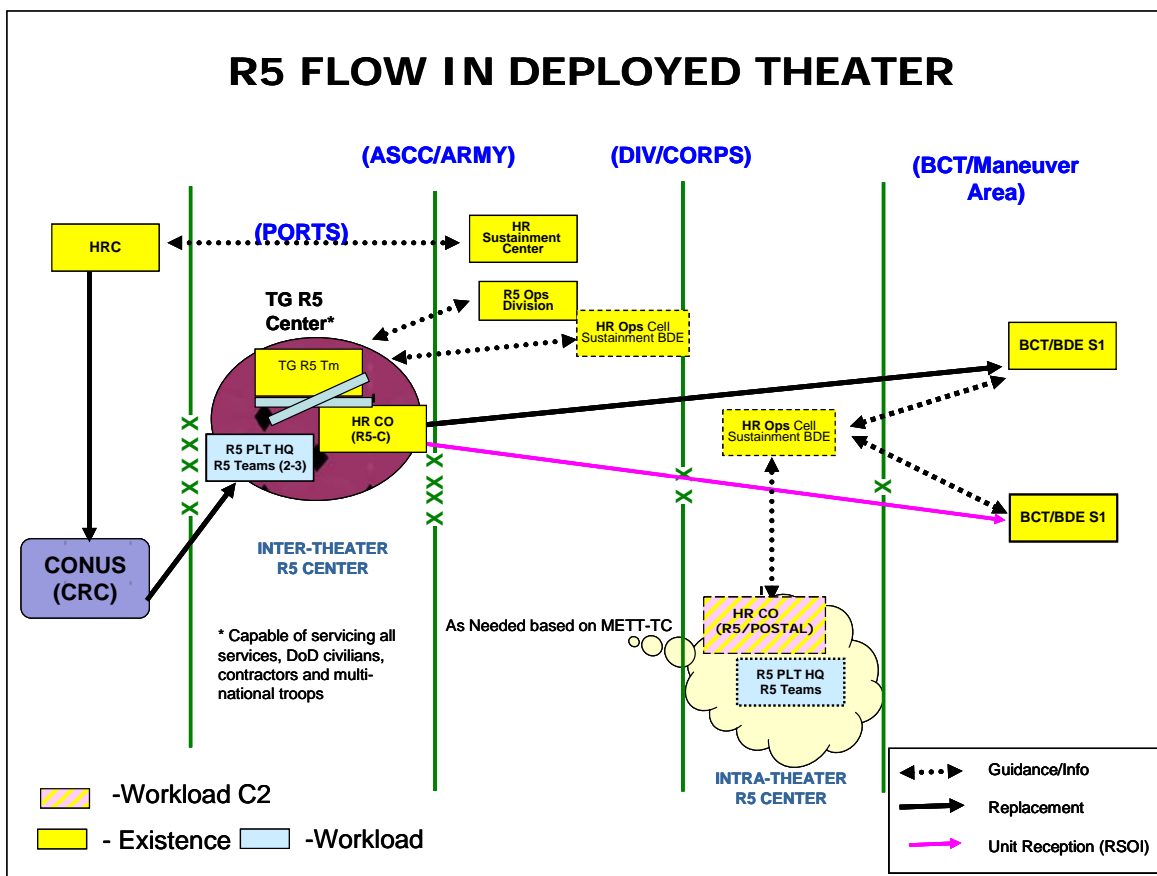 R5 FLOW IN DEPLOYED THEATER
(ASCC/ARMY)
(DIV/CORPS)
(BCT/Maneuver
Area)
(PORTS)
HRC
HR
Sustainment
Center
TG R5
Center*
R5 Ops
Division
HR Ops Cell
Sustainment BDE
BCT/BDE S1
TG R5 Tm
HR CO
(R5-C)
HR Ops Cell
Sustainment BDE
R5 PLT HQ
R5 Teams (2-3)
XXXX
XXXX
X
X
BCT/BDE S1
CONUS
(CRC)
INTER-THEATER
R5 CENTER
* Capable of servicing all
services, DoD civilians,
contractors and multi-
national troops
As Needed based on METT-TC
HR CO
(R5/POSTAL)
R5 PLT HQ
R5 Teams
INTRA-THEATER
R5 CENTER
-Workload C2
- Existence
-Workload
Guidance/Info
Replacement
Unit Reception (RSOI)